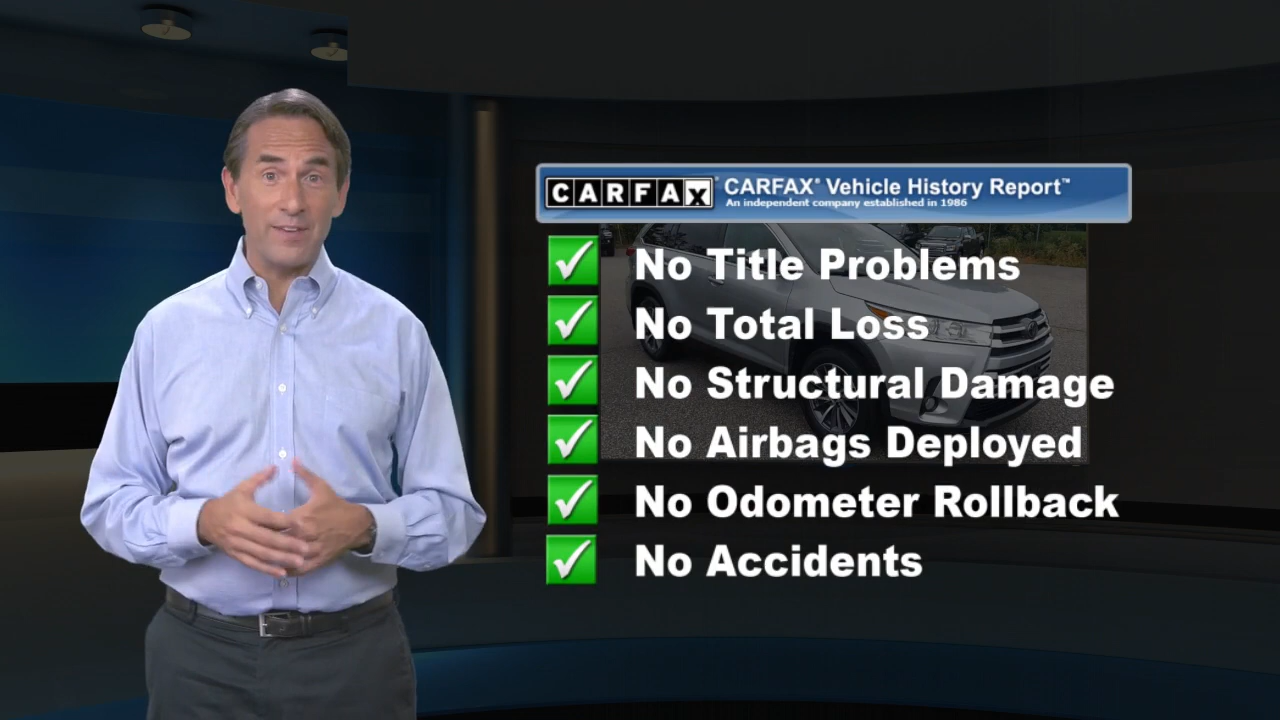 CARFAX® CARFAX® Vehicle History Report™
An independent company established in 1986
No Title Problems
No Total Loss
No Structural Damage
No Airbags Deployed
No Odometer Rollback
No Accidents